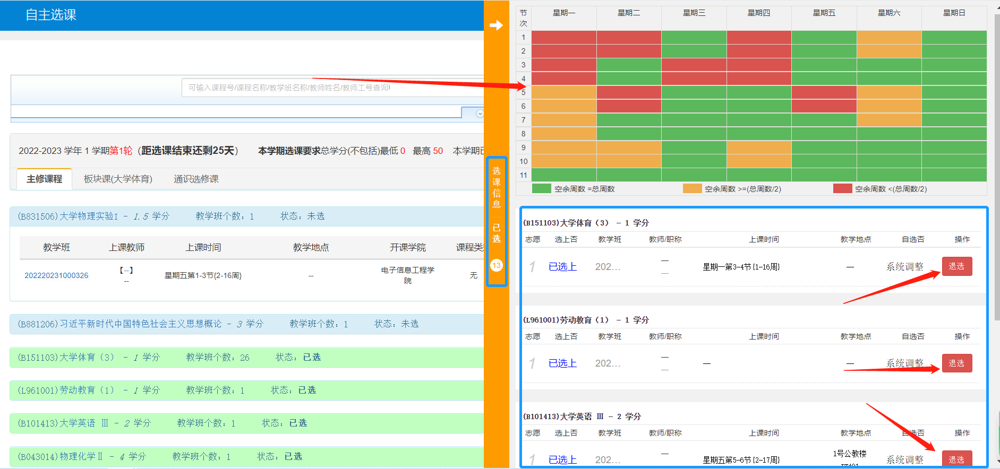 自主选课
可输入课程号/课程名称/教学班名称/教师姓名/教师工号查询!
2022-2023 学年 1 学期第1轮（距选课结束还剩25天） 本学期选课要求总学分(不包括)最低 0 最高 50 本学期已
主修课程 板块课(大学体育) 通识选修课
(B831506)大学物理实验I - 1.5 学分 教学班个数：1 状态：未选
教学班 上课教师 上课时间 教学地点 开课学院 课程类
202220231000326 【--】 -- 星期五第1-3节{2-16周} -- 电子信息工程学院 无
(B881206)习近平新时代中国特色社会主义思想概论 - 3 学分 教学班个数：1 状态：未选
(B151103)大学体育（3） - 1 学分 教学班个数：26 状态：已选
(L961001)劳动教育（1） - 1 学分 教学班个数：1 状态：已选
(B101413)大学英语 Ⅲ - 2 学分 教学班个数：1 状态：已选
(B043014)物理化学Ⅱ - 4 学分 教学班个数：1 状态：已选
选课信息
已选
13
节次 星期一 星期二 星期三 星期四 星期五 星期六 星期日
1
2
3
4
5
6
7
8
9
10
11
空余周数 =总周数 空余周数 >=(总周数/2) 空余周数 <(总周数/2)
(B151103)大学体育（3） - 1 学分
志愿 选上否 教学班 教师/职称 上课时间 教学地点 自选否 操作
1 已选上 202... — — 星期一第3-4节{1-16周} — 系统调整 退选
(L961001)劳动教育（1） - 1 学分
志愿 选上否 教学班 教师/职称 上课时间 教学地点 自选否 操作
1 已选上 202... — — — — 系统调整 退选
(B101413)大学英语 Ⅲ - 2 学分
志愿 选上否 教学班 教师/职称 上课时间 教学地点 自选否 操作
1 已选上 202... — 星期五第5-6节{2-17周} 1号公教楼 系统调整 退选